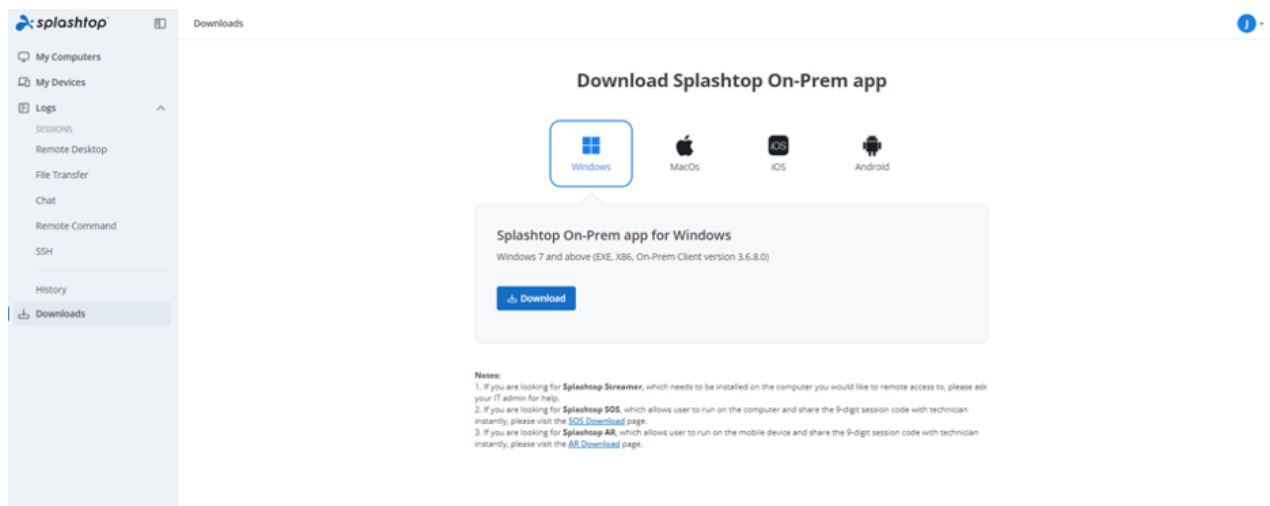 splashtop
Downloads
J
My Computers
My Devices
Logs
SESSIONS
Remote Desktop
File Transfer
Chat
Remote Command
SSH
History
Downloads
Download Splashtop On-Prem app
Windows
MacOs
iOS
iOS
Android
Splashtop On-Prem app for Windows
Windows 7 and above (EXE, X86, On-Prem Client version 3.6.8.0)
Download
Notes:
1. If you are looking for Splashtop Streamer, which needs to be installed on the computer you would like to remote access to, please ask
your IT admin for help.
2. If you are looking for Splashtop SOS, which allows user to run on the computer and share the 9-digit session code with technician
instantly, please visit the SOS Download page.
3. If you are looking for Splashtop AR, which allows user to run on the mobile device and share the 9-digit session code with technician
instantly, please visit the AR Download page.